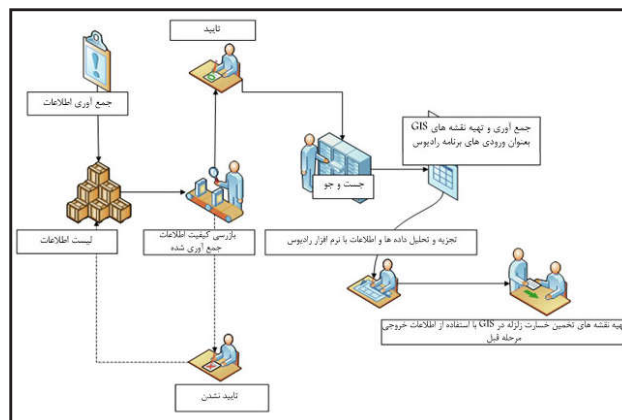 تایید
جمع آوری اطلاعات
جمع آوری و تهیه نقشه های GIS
بعنوان ورودی های برنامه رادیوس
جست و جو
لیست اطلاعات
بازرسی کیفیت اطلاعات
جمع آوری شده
تجزیه و تحلیل داده ها و اطلاعات با نرم افزار رادیوس
تهیه نقشه های تخمین خسارت زلزله در GIS با استفاده از اطلاعات خروجی
مرحله قبل
تایید نشدن